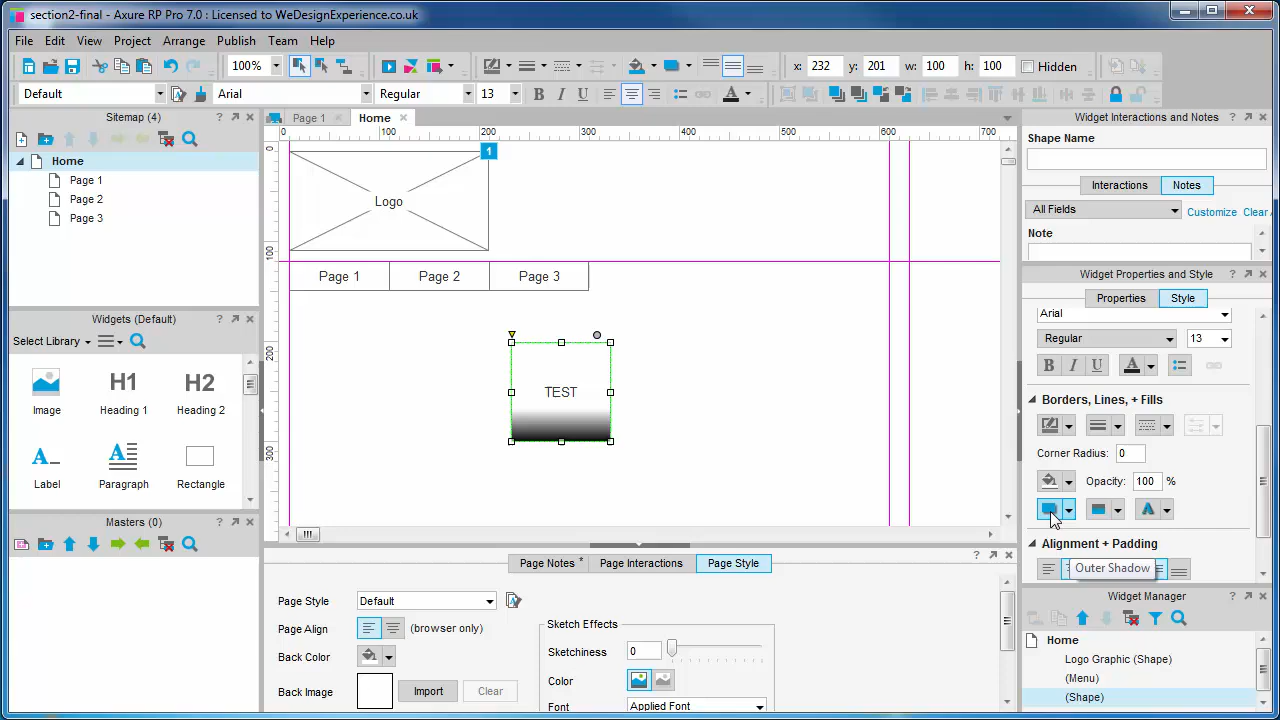 section2-final - Axure RP Pro 7.0 : Licensed to WeDesignExperience.co.uk
File Edit View Project Arrange Publish Team Help
100% x: 232 y: 201 w: 100 h: 100 Hidden
Default Arial Regular 13 B I U A
Sitemap (4)
Home
Page 1
Page 2
Page 3
Widgets (Default)
Select Library
Image
H1 Heading 1
H2 Heading 2
A_ Label
A Paragraph
Rectangle
Masters (0)
Page 1 Home
0 100 200 300 400 500 600 700
0
100
200
300
1
Logo
Page 1 Page 2 Page 3
TEST
Page Notes * Page Interactions Page Style
Page Style Default
Page Align (browser only)
Back Color
Back Image Import Clear
Sketch Effects
Sketchiness 0
Color
Font Applied Font
Widget Interactions and Notes
Shape Name
Interactions Notes
All Fields Customize Clear A
Note
Widget Properties and Style
Properties Style
Arial
Regular 13
B I U A
Borders, Lines, + Fills
Corner Radius: 0
Opacity: 100 %
A
Alignment + Padding
Outer Shadow
Widget Manager
Home
Logo Graphic (Shape)
(Menu)
(Shape)